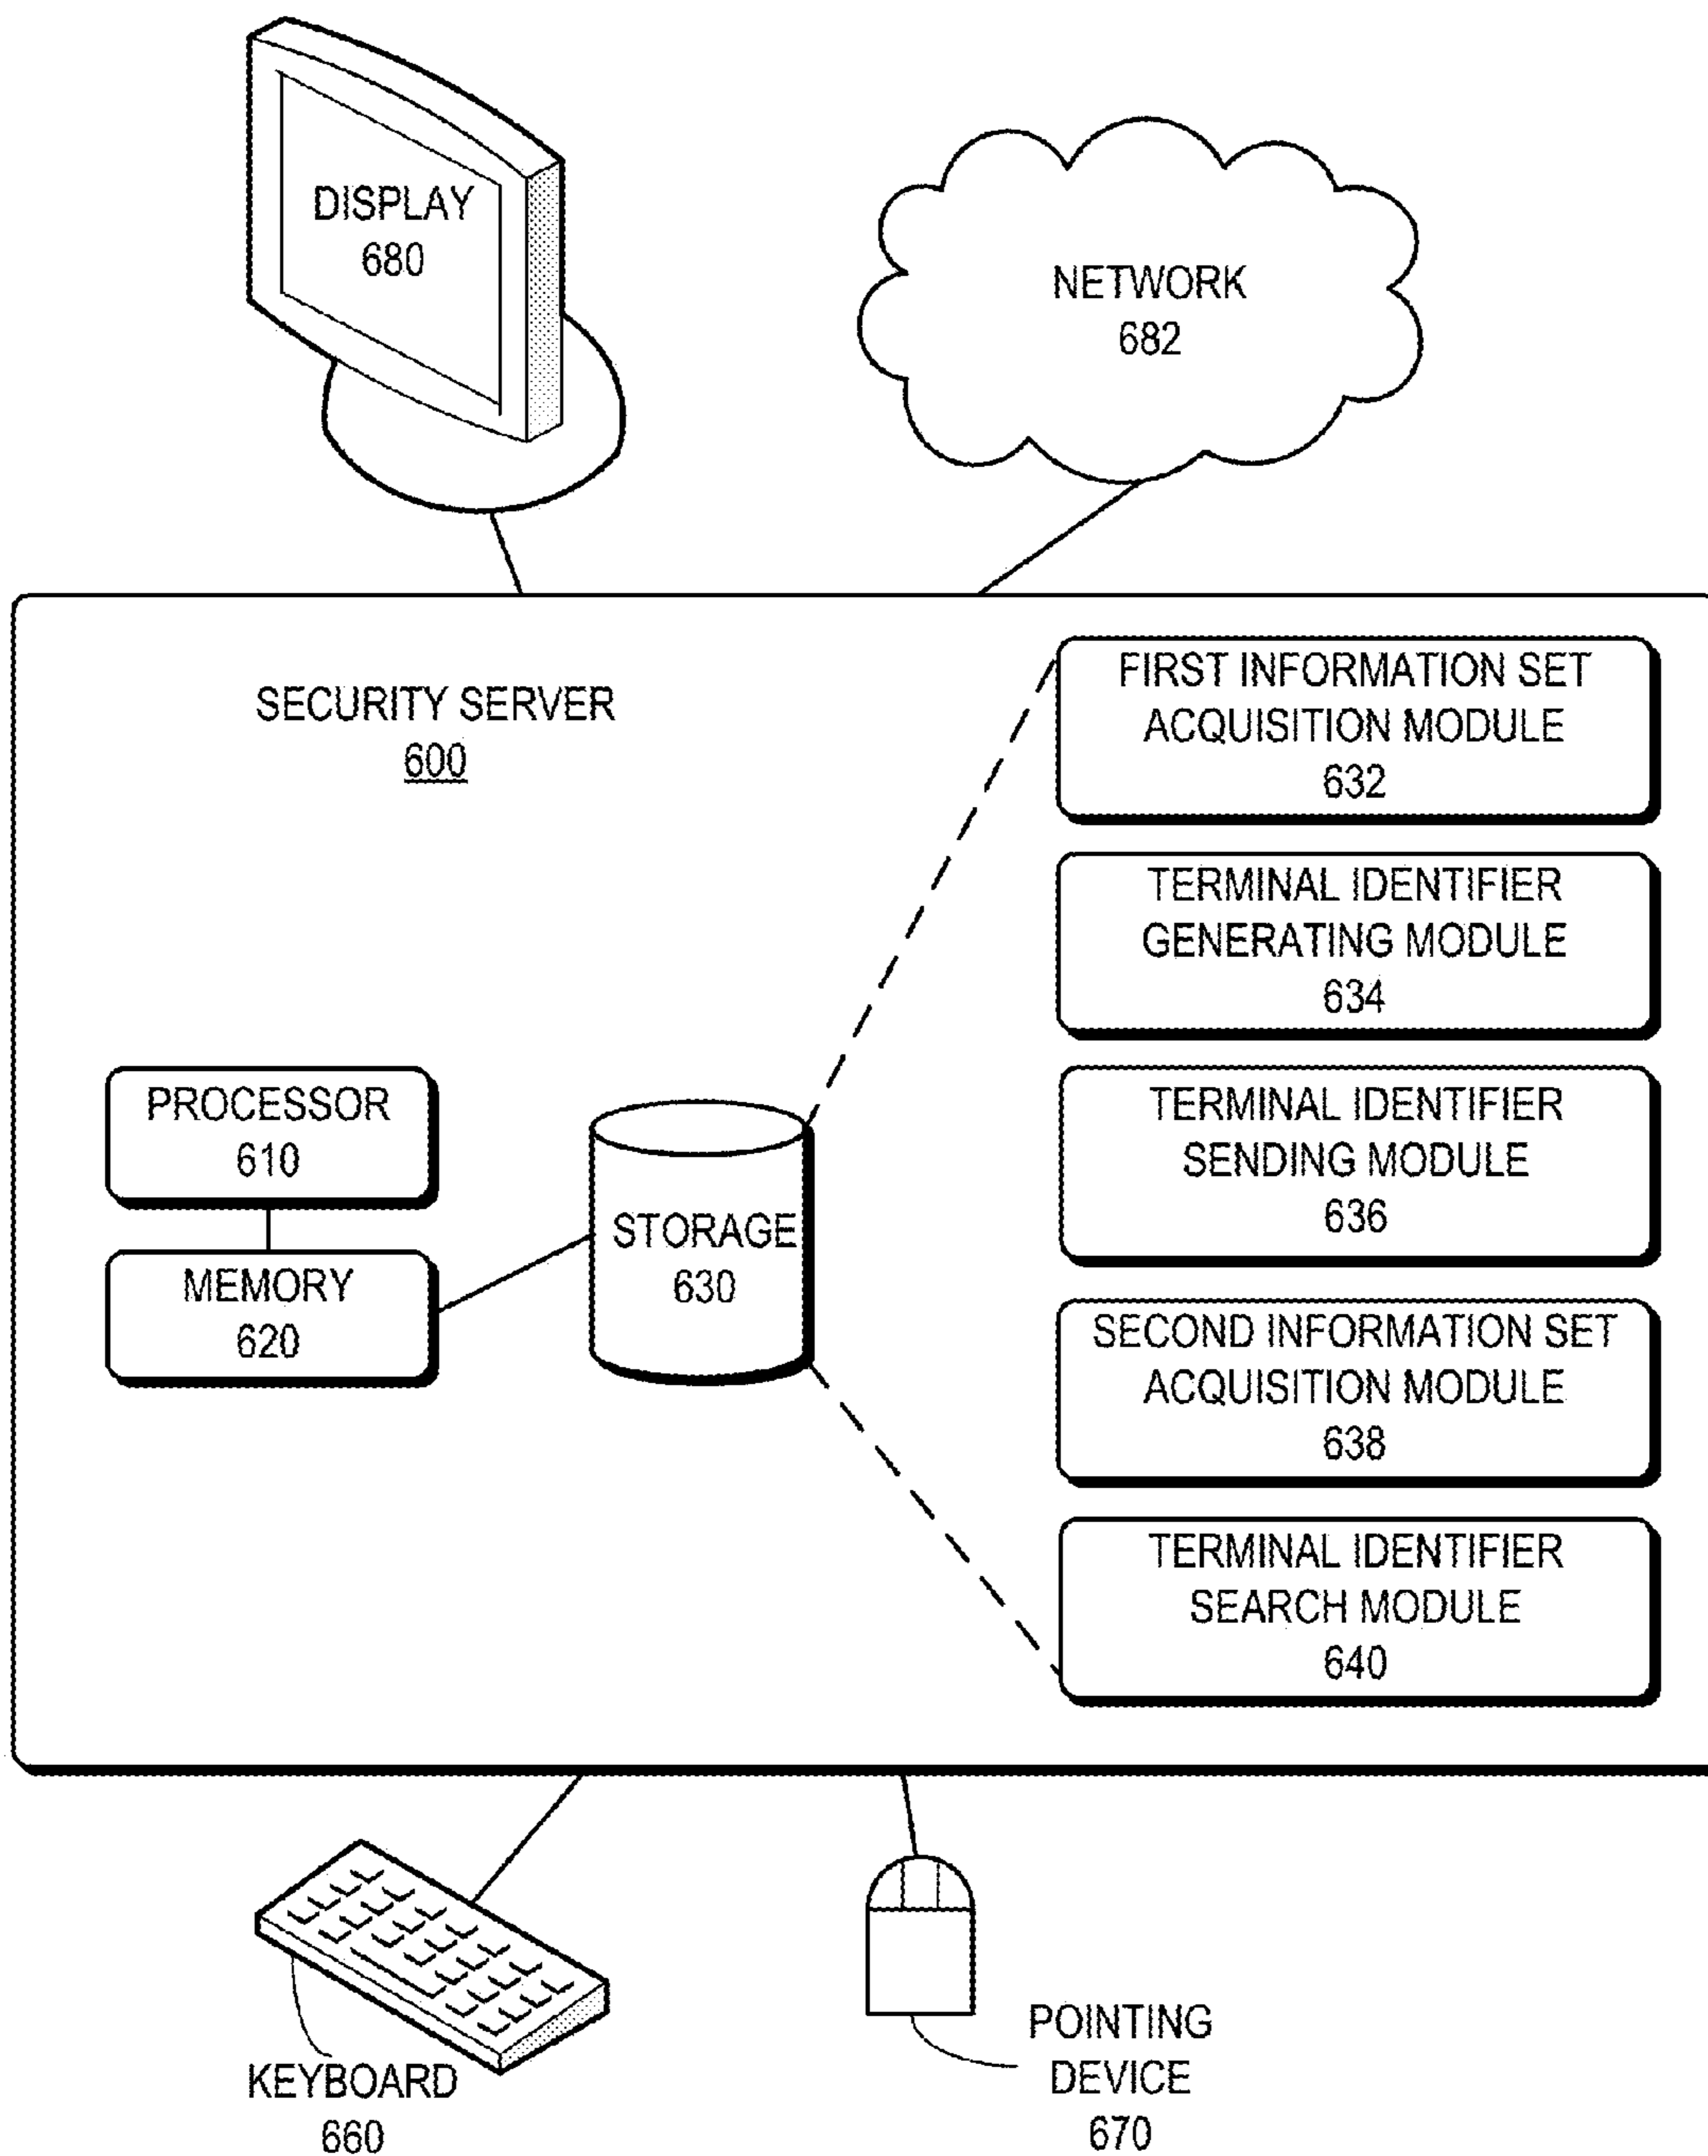 DISPLAY
680
NETWORK
682
SECURITY SERVER
600
FIRST INFORMATION SET
ACQUISITION MODULE
632
TERMINAL IDENTIFIER
GENERATING MODULE
634
PROCESSOR
610
MEMORY
620
STORAGE
630
TERMINAL IDENTIFIER
SENDING MODULE
636
SECOND INFORMATION SET
ACQUISITION MODULE
638
TERMINAL IDENTIFIER
SEARCH MODULE
640
KEYBOARD
660
POINTING
DEVICE
670